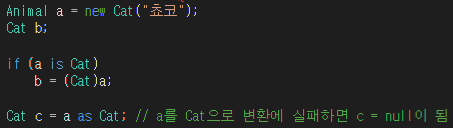 Animal a = new Cat("쵸코");
Cat b;
if (a is Cat)
b = (Cat)a;
Cat c = a as Cat; // a를 Cat으로 변환에 실패하면 c = null이 됨